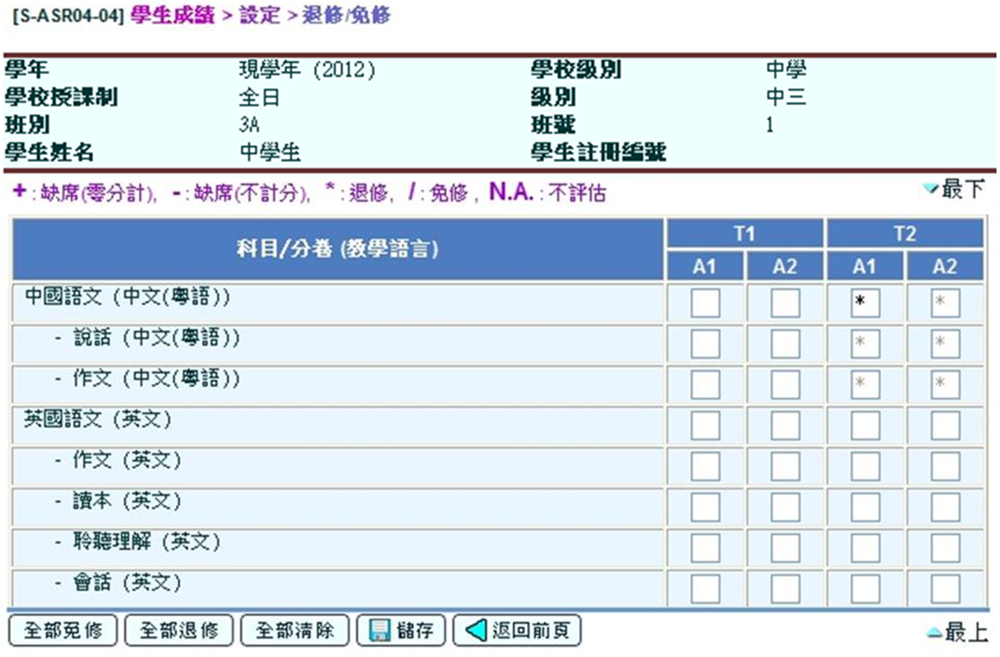 [S-ASR04-04] 學生成績 > 設定 > 退修/免修
學年 現學年 (2012) 學校級別 中學
學校授課制 全日 級別 中三
班別 3A 班號 1
學生姓名 中學生 學生註冊編號
+ : 缺席(零分計), - : 缺席(不計分), * : 退修, / : 免修 , N.A. : 不評估 最下
科目/分卷 (教學語言) T1 T2
A1 A2 A1 A2
中國語文 (中文(粵語)) * *
- 說話 (中文(粵語)) * *
- 作文 (中文(粵語)) * *
英國語文 (英文)
- 作文 (英文)
- 讀本 (英文)
- 聆聽理解 (英文)
- 會話 (英文)
全部免修 全部退修 全部清除 儲存 返回前頁 最上